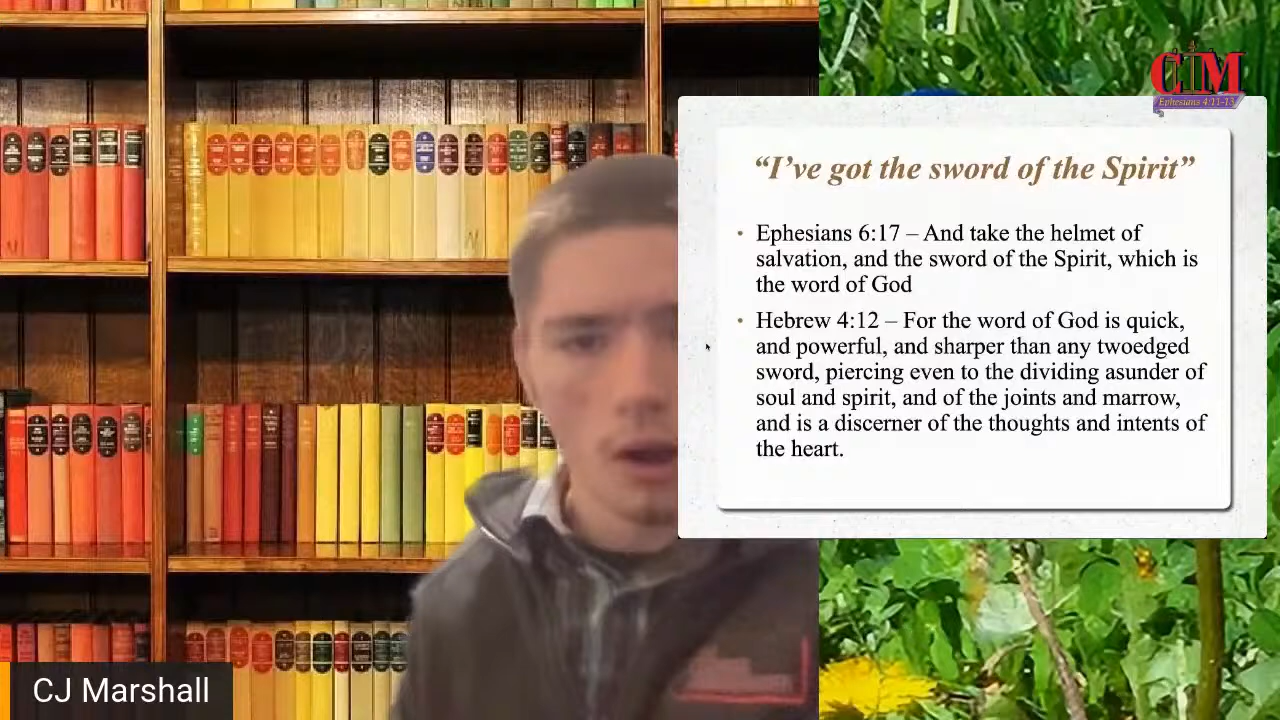 CIM
Ephesians 4:11-13
“I’ve got the sword of the Spirit”
• Ephesians 6:17 – And take the helmet of
salvation, and the sword of the Spirit, which is
the word of God
• Hebrew 4:12 – For the word of God is quick,
and powerful, and sharper than any twoedged
sword, piercing even to the dividing asunder of
soul and spirit, and of the joints and marrow,
and is a discerner of the thoughts and intents of
the heart.
CJ Marshall